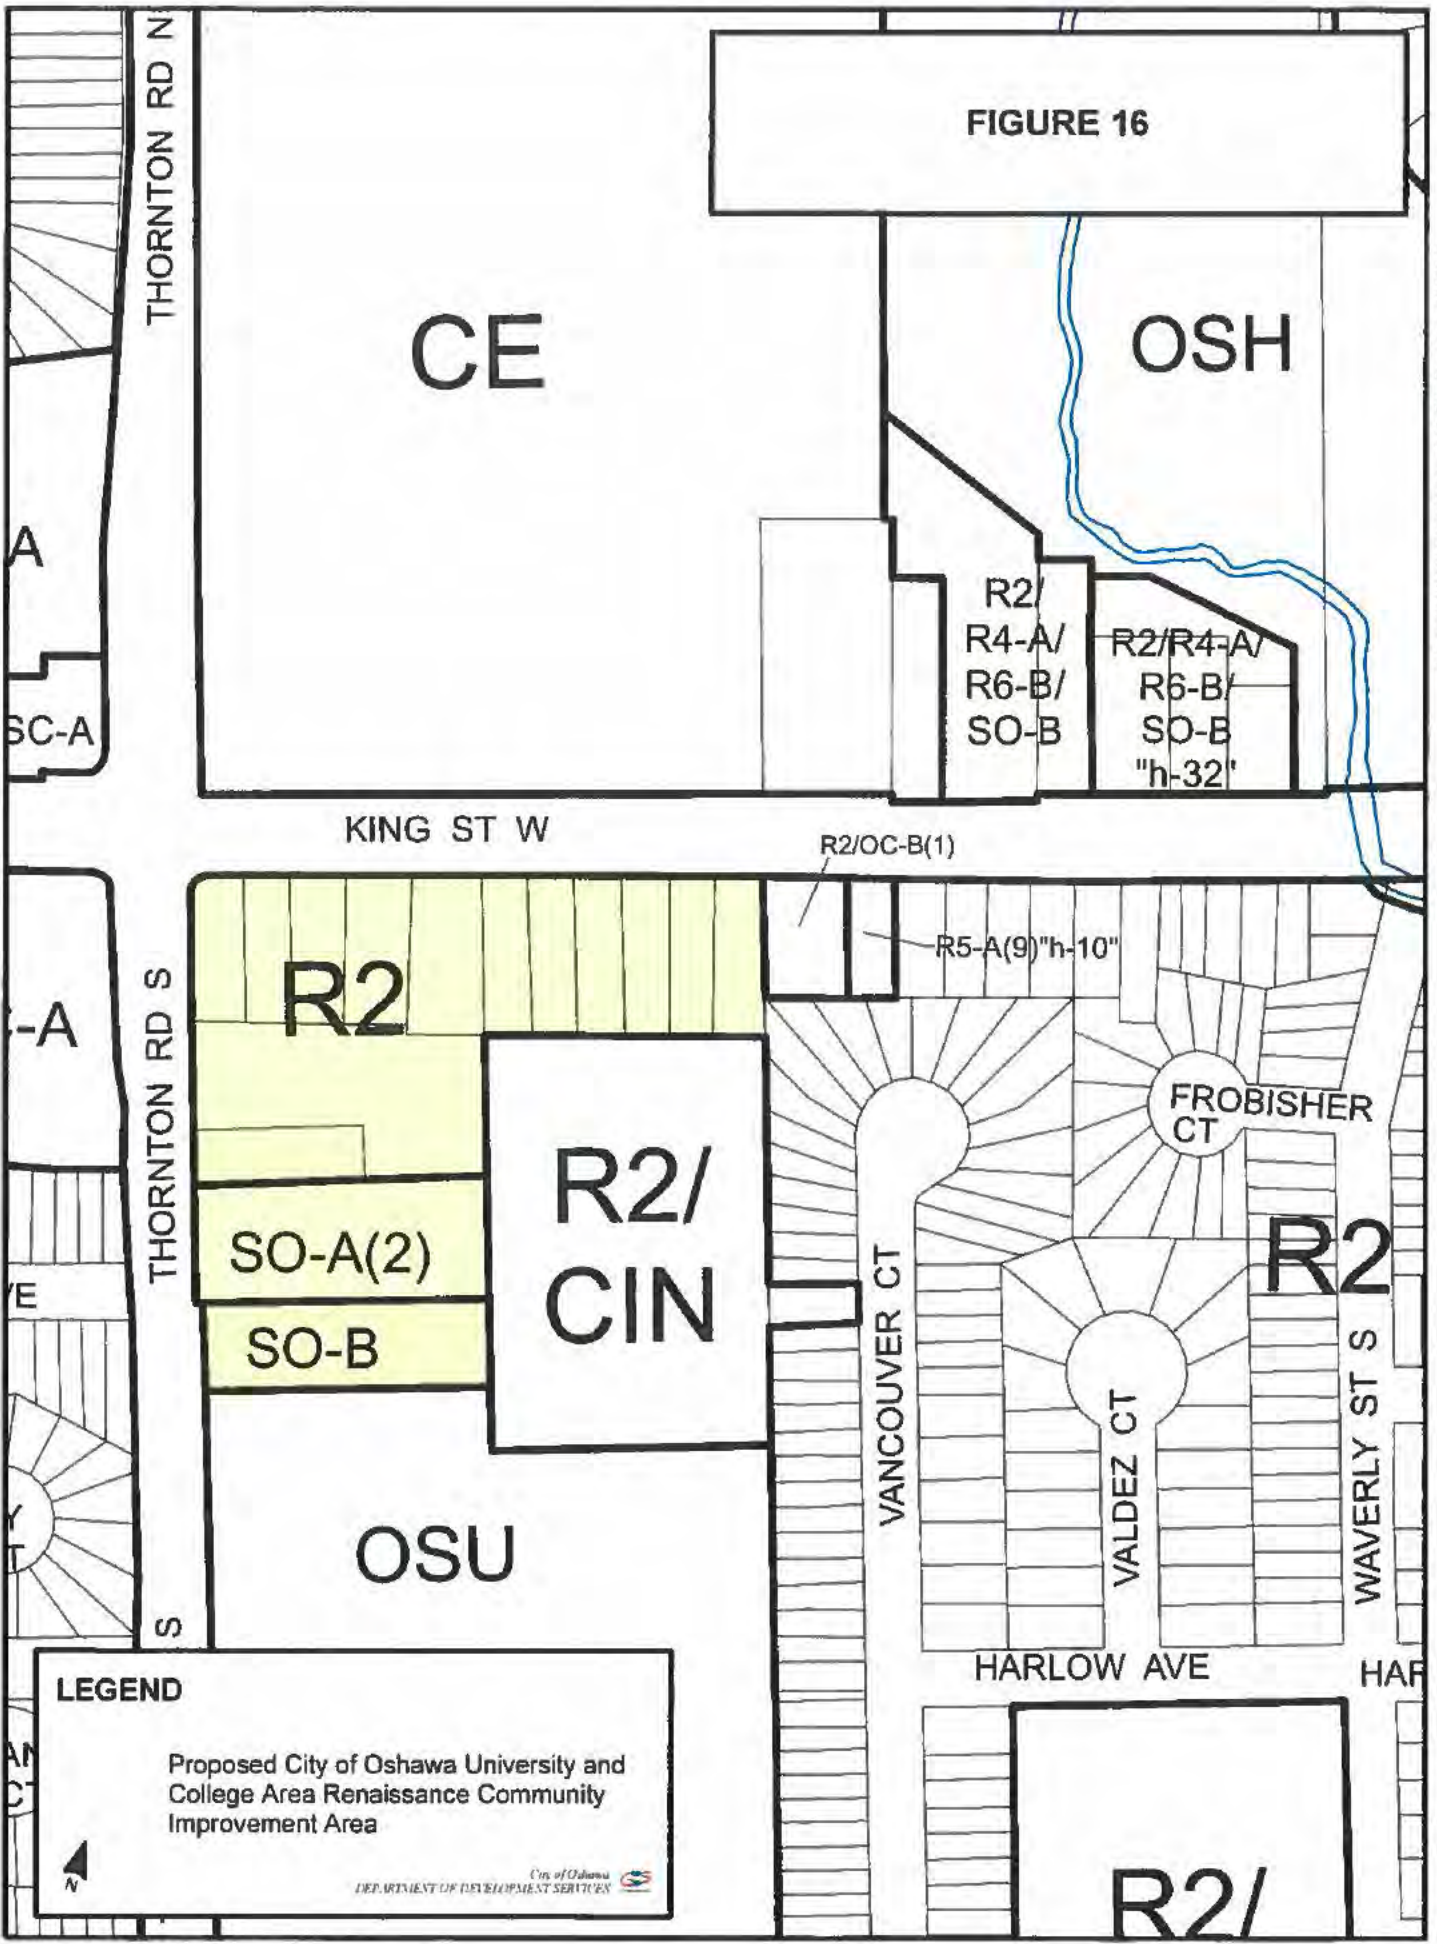 FIGURE 16
THORNTON RD N
CE
OSH
A
R2/
R4-A/
R6-B/
SO-B
R2/R4-A/
R6-B/
SO-B
"h-32"
SC-A
KING ST W
R2/OC-B(1)
R5-A(9)"h-10"
R2
-A
THORNTON RD S
FROBISHER
CT
R2/
CIN
SO-A(2)
R2
VE
SO-B
VANCOUVER CT
VALDEZ CT
WAVERLY ST S
OSU
Y
T
S
HARLOW AVE
HAR
LEGEND
AN
CT
Proposed City of Oshawa University and
College Area Renaissance Community
Improvement Area
N
City of Oshawa
DEPARTMENT OF DEVELOPMENT SERVICES
R2/